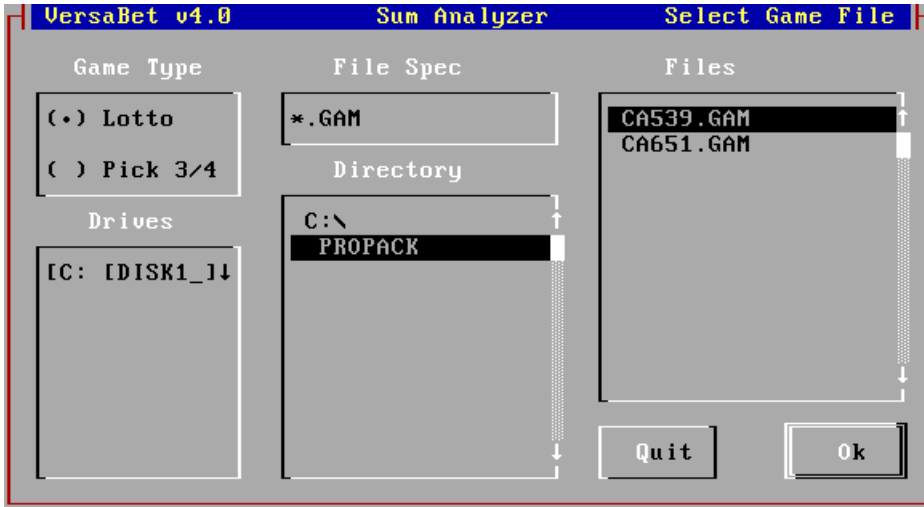 VersaBet v4.0 Sum Analyzer Select Game File
Game Type
(•) Lotto
( ) Pick 3/4
Drives
[C: [DISK1_]↓
File Spec
*.GAM
Directory
C:\
PROPACK
Files
CA539.GAM
CA651.GAM
Quit
Ok